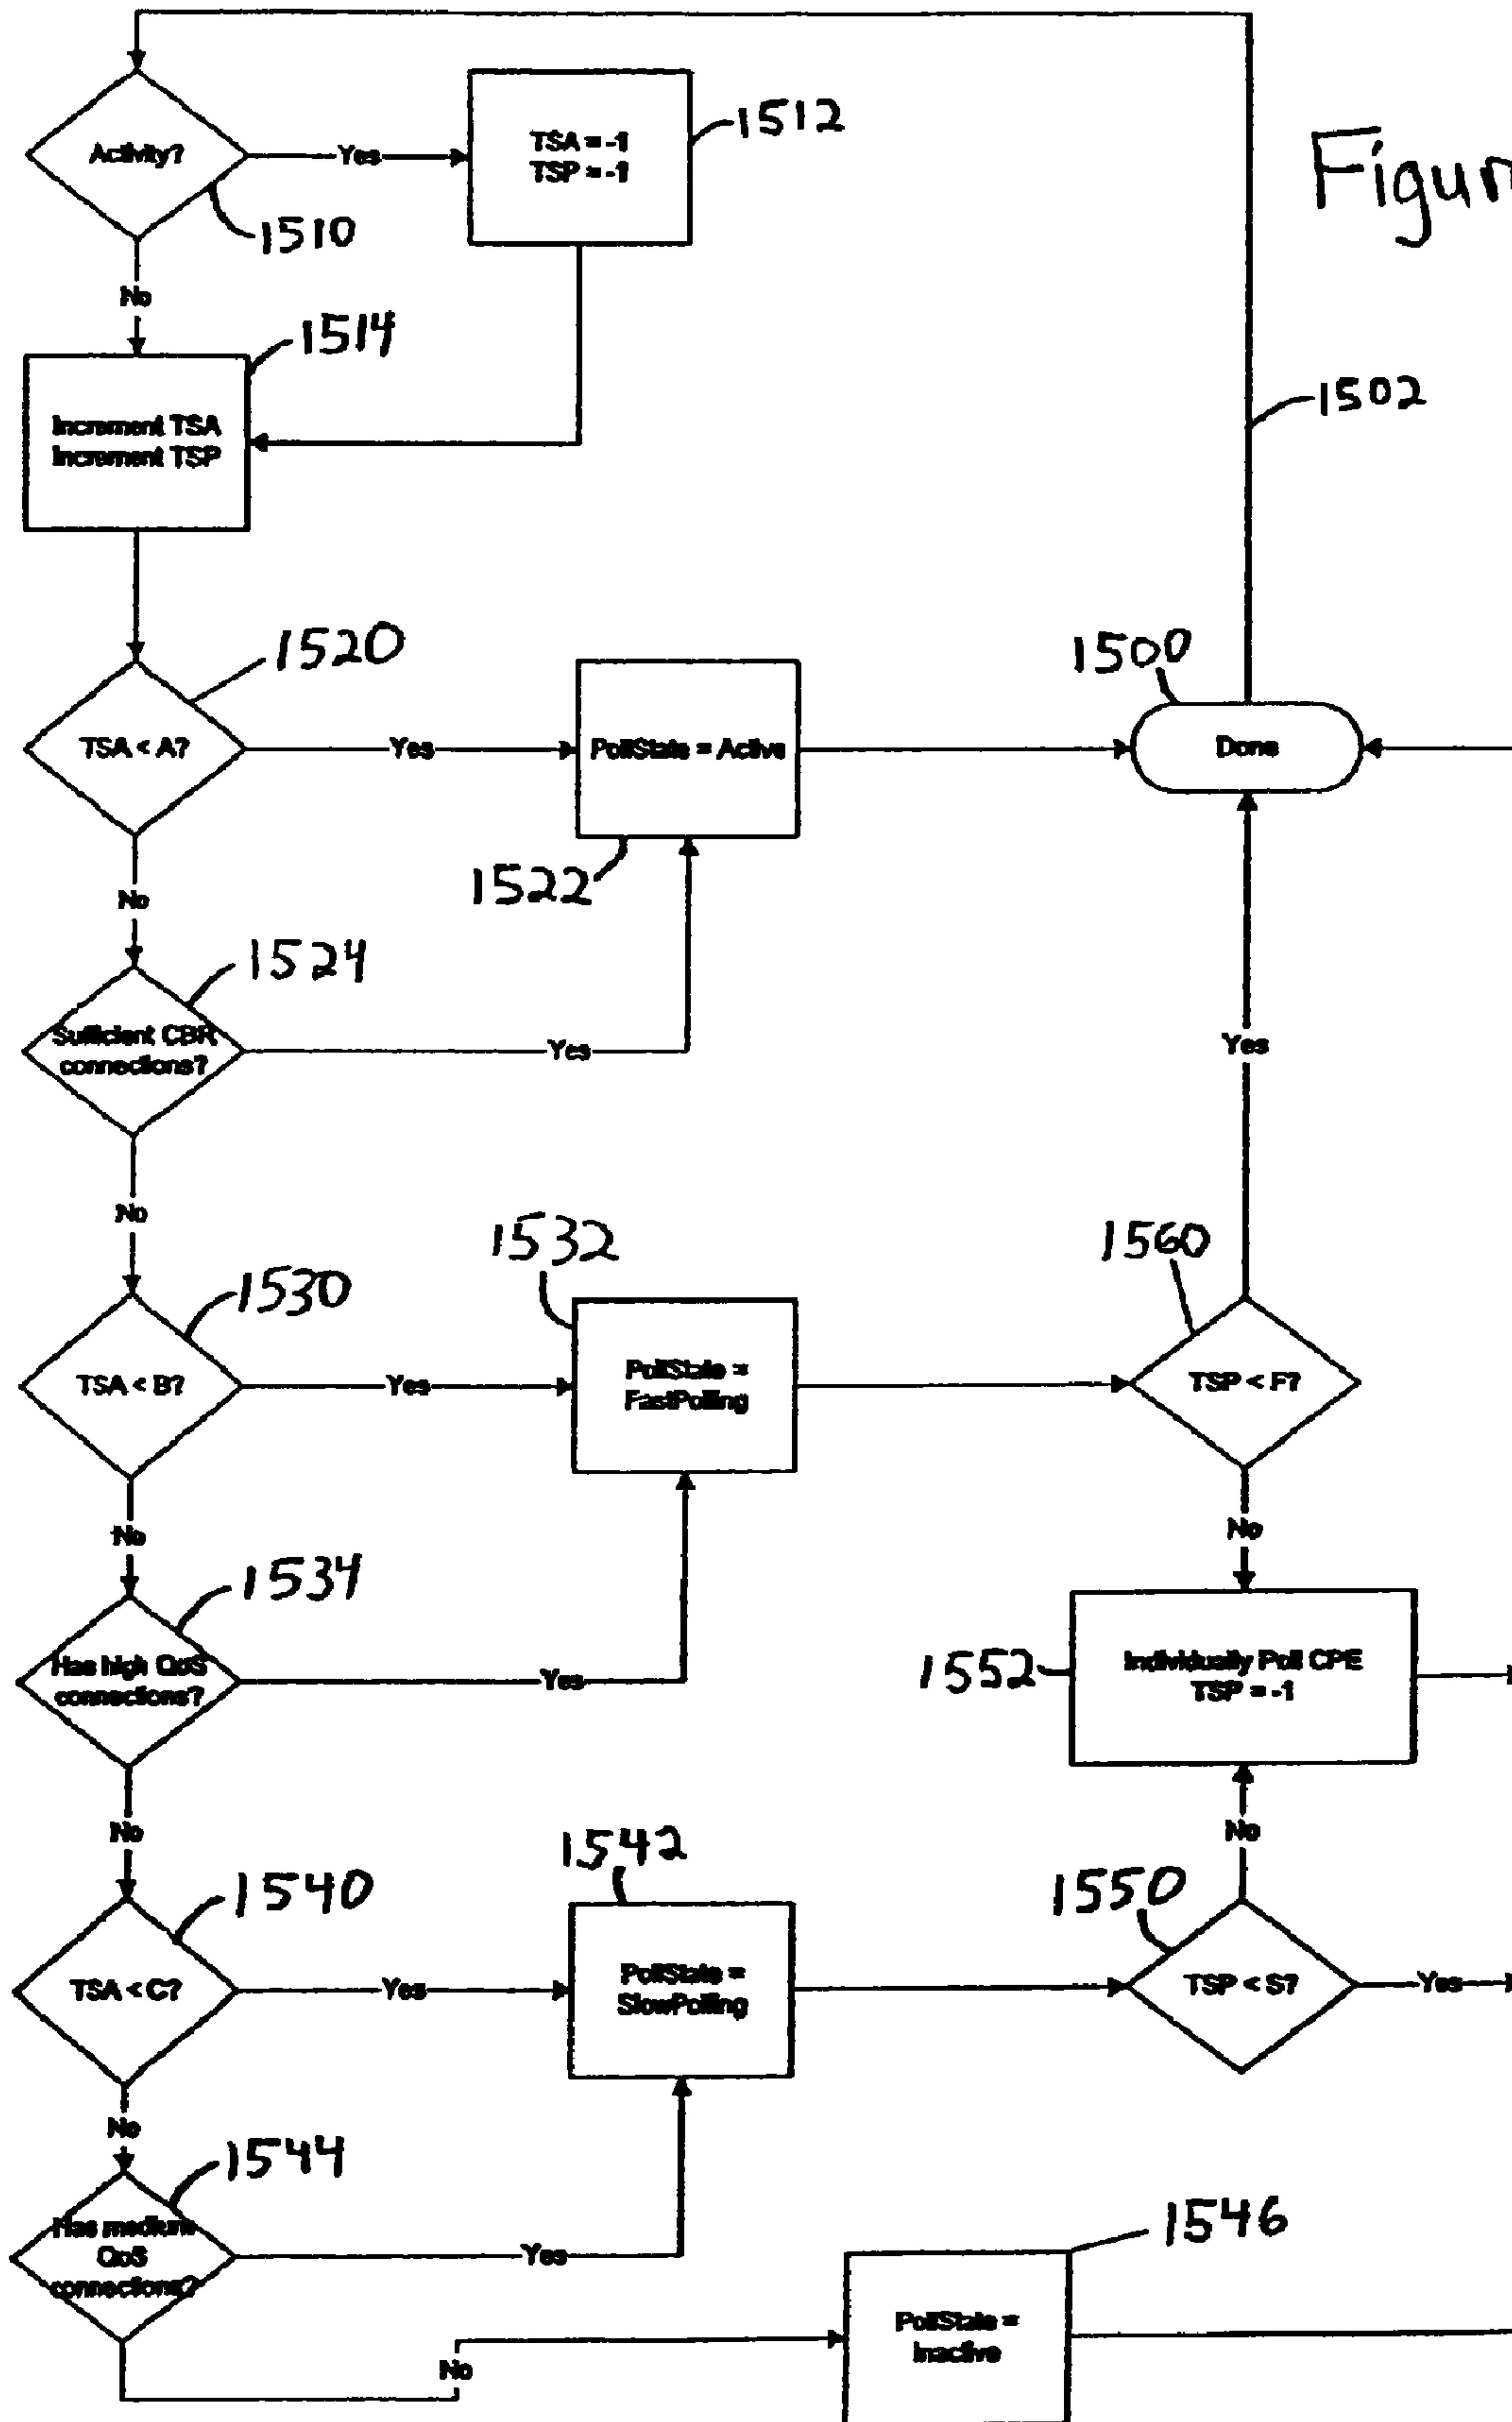 Activity?
Yes
TSA = -1
TSP = -1
1512
Figur
1510
No
1514
Increment TSA
Increment TSP
1502
1520
1500
TSA < A?
Yes
PollState = Active
Done
1522
No
1524
Sufficient CBR
connections?
Yes
Yes
No
1530
1532
1560
TSA < B?
Yes
PollState =
FastPolling
TSP < F?
No
No
1534
Has high QoS
connections?
Yes
1552
Individually Poll CPE
TSP = -1
No
No
1540
1542
1550
TSA < C?
Yes
PollState =
SlowPolling
TSP < S?
Yes
No
1544
Has medium
QoS
connections?
Yes
1546
PollState =
Inactive
No